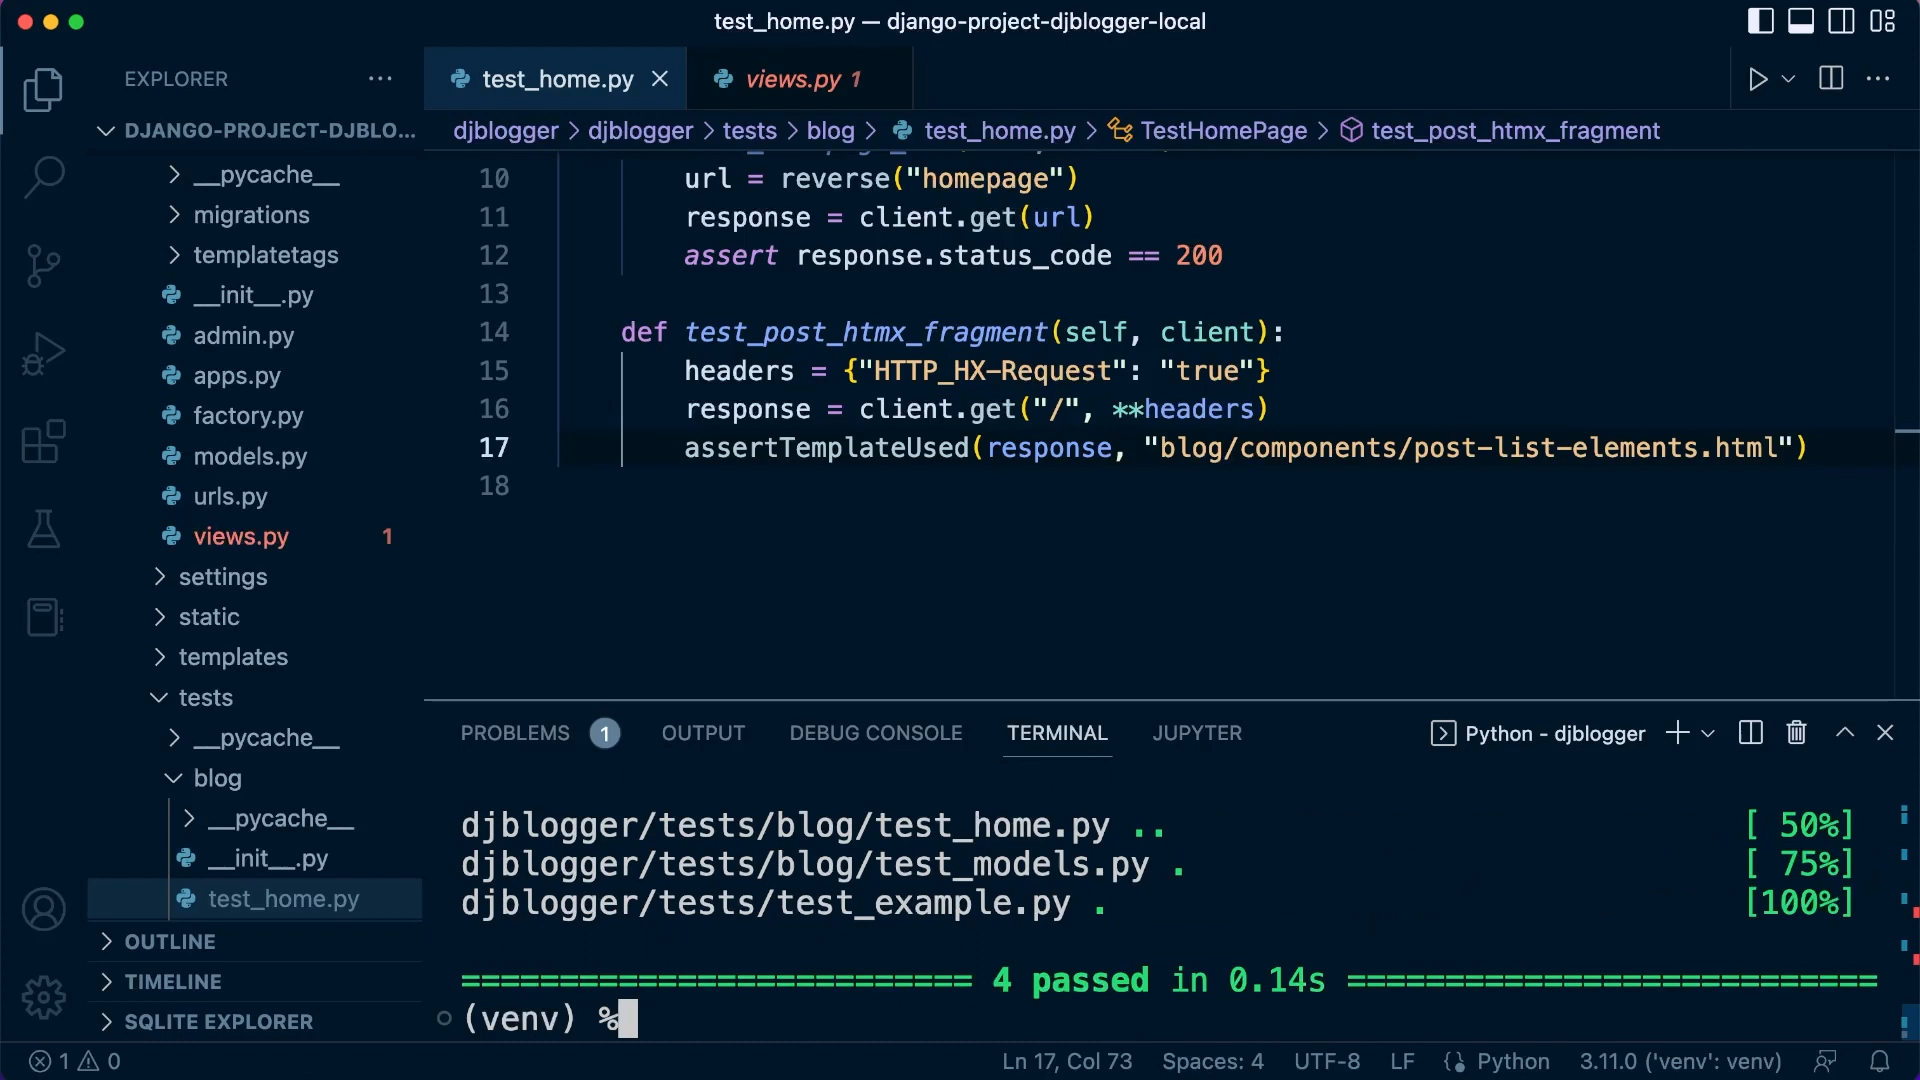 test_home.py — django-project-djblogger-local
EXPLORER
DJANGO-PROJECT-DJBLO...
__pycache__
migrations
templatetags
__init__.py
admin.py
apps.py
factory.py
models.py
urls.py
views.py 1
settings
static
templates
tests
__pycache__
blog
__pycache__
__init__.py
test_home.py
OUTLINE
TIMELINE
SQLITE EXPLORER
test_home.py
views.py 1
djblogger > djblogger > tests > blog > test_home.py > TestHomePage > test_post_htmx_fragment
10 url = reverse("homepage")
11 response = client.get(url)
12 assert response.status_code == 200
13
14 def test_post_htmx_fragment(self, client):
15 headers = {"HTTP_HX-Request": "true"}
16 response = client.get("/", **headers)
17 assertTemplateUsed(response, "blog/components/post-list-elements.html")
18
PROBLEMS 1 OUTPUT DEBUG CONSOLE TERMINAL JUPYTER Python - djblogger
djblogger/tests/blog/test_home.py .. [ 50%]
djblogger/tests/blog/test_models.py . [ 75%]
djblogger/tests/test_example.py . [100%]
========================== 4 passed in 0.14s ===========================
(venv) %
1 0 Ln 17, Col 73 Spaces: 4 UTF-8 LF Python 3.11.0 ('venv': venv)